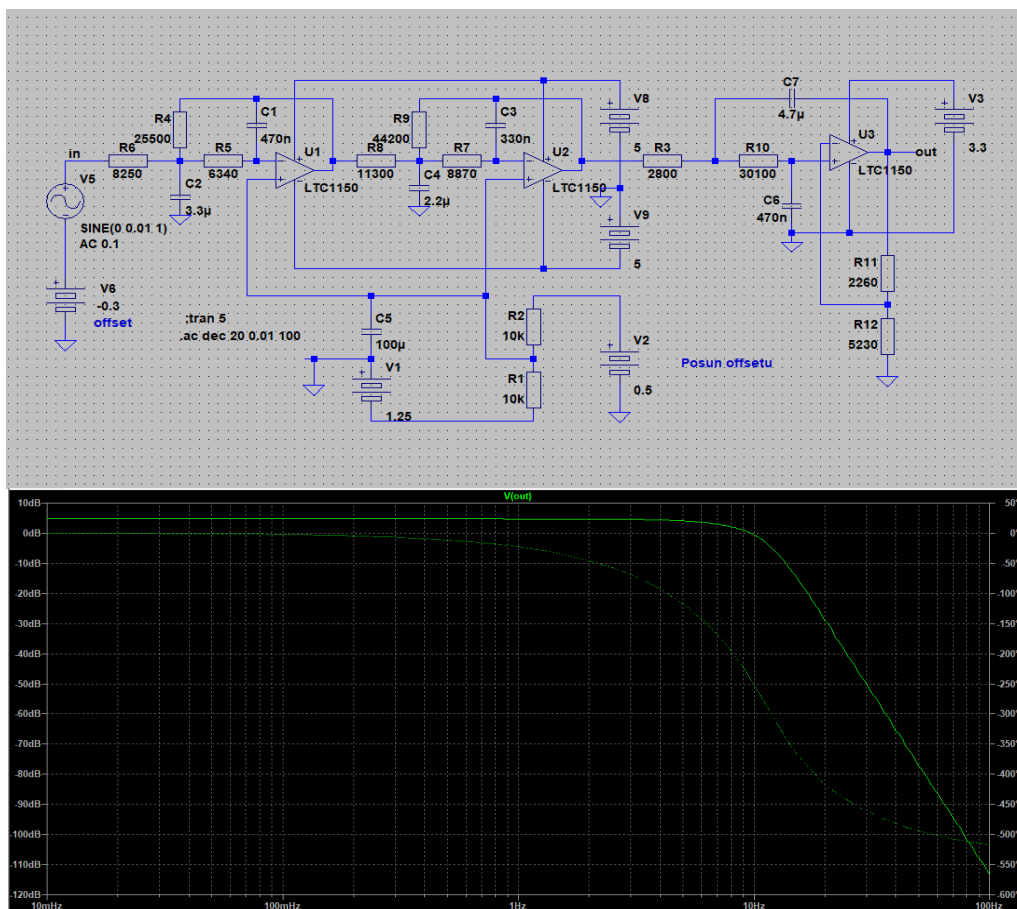 C7
4.7µ
V8
5
V3
3.3
R4
25500
C1
470n
R9
44200
C3
330n
in
R6
8250
R5
6340
U1
LTC1150
R8
11300
R7
8870
U2
LTC1150
R3
2800
R10
30100
U3
LTC1150
out
V5
SINE(0 0.01 1)
AC 0.1
C2
3.3µ
C4
2.2µ
C6
470n
V9
5
V6
-0.3
offset
;tran 5
.ac dec 20 0.01 100
C5
100µ
V1
1.25
R2
10k
R1
10k
V2
0.5
R11
2260
R12
5230
Posun offsetu
V(out)
10dB
0dB
-10dB
-20dB
-30dB
-40dB
-50dB
-60dB
-70dB
-80dB
-90dB
-100dB
-110dB
-120dB
50°
0°
-50°
-100°
-150°
-200°
-250°
-300°
-350°
-400°
-450°
-500°
-550°
-600°
10mHz
100mHz
1Hz
10Hz
100Hz